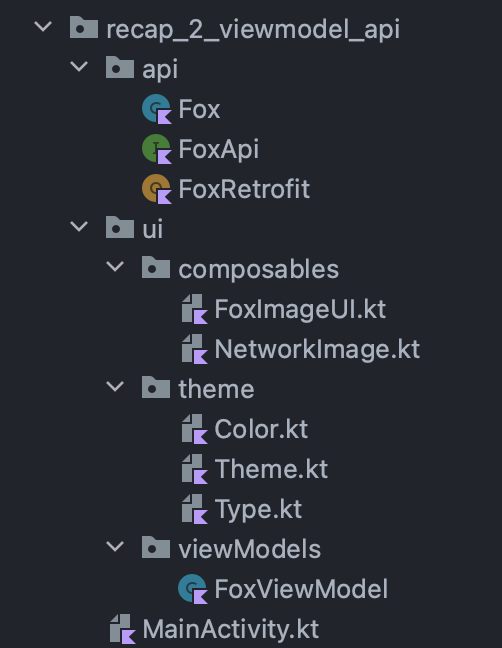 recap_2_viewmodel_api
api
Fox
FoxApi
FoxRetrofit
ui
composables
FoxImageUI.kt
NetworkImage.kt
theme
Color.kt
Theme.kt
Type.kt
viewModels
FoxViewModel
MainActivity.kt